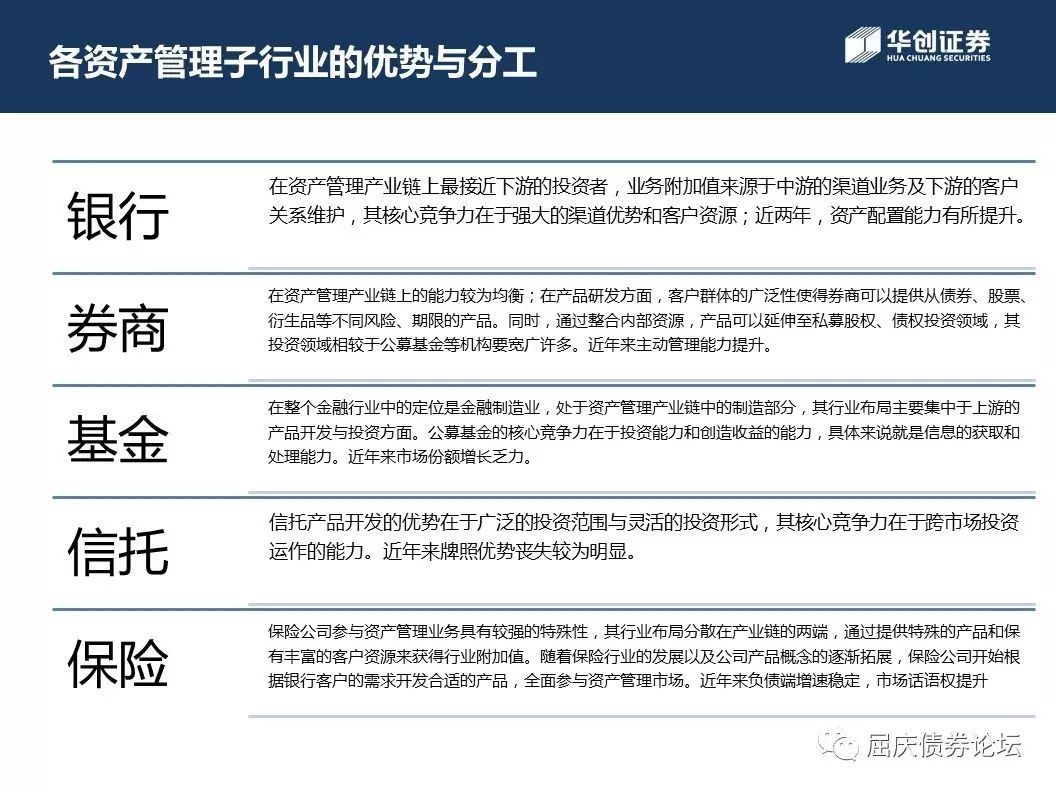 各资产管理子行业的优势与分工
华创证券
HUA CHUANG SECURITIES
银行
在资产管理产业链上最接近下游的投资者，业务附加值来源于中游的渠道业务及下游的客户
关系维护，其核心竞争力在于强大的渠道优势和客户资源；近两年，资产配置能力有所提升。
券商
在资产管理产业链上的能力较为均衡；在产品研发方面，客户群体的广泛性使得券商可以提供从债券、股票、
衍生品等不同风险、期限的产品。同时，通过整合内部资源，产品可以延伸至私募股权、债权投资领域，其
投资领域相较于公募基金等机构要宽广许多。近年来主动管理能力提升。
基金
在整个金融行业中的定位是金融制造业，处于资产管理产业链中的制造部分，其行业布局主要集中于上游的
产品开发与投资方面。公募基金的核心竞争力在于投资能力和创造收益的能力，具体来说就是信息的获取和
处理能力。近年来市场份额增长乏力。
信托
信托产品开发的优势在于广泛的投资范围与灵活的投资形式，其核心竞争力在于跨市场投资
运作的能力。近年来牌照优势丧失较为明显。
保险
保险公司参与资产管理业务具有较强的特殊性，其行业布局分散在产业链的两端，通过提供特殊的产品和保
有丰富的客户资源来获得行业附加值。随着保险行业的发展以及公司产品概念的逐渐拓展，保险公司开始根
据银行客户的需求开发合适的产品，全面参与资产管理市场。近年来负债端增速稳定，市场话语权提升
屈庆债券论坛